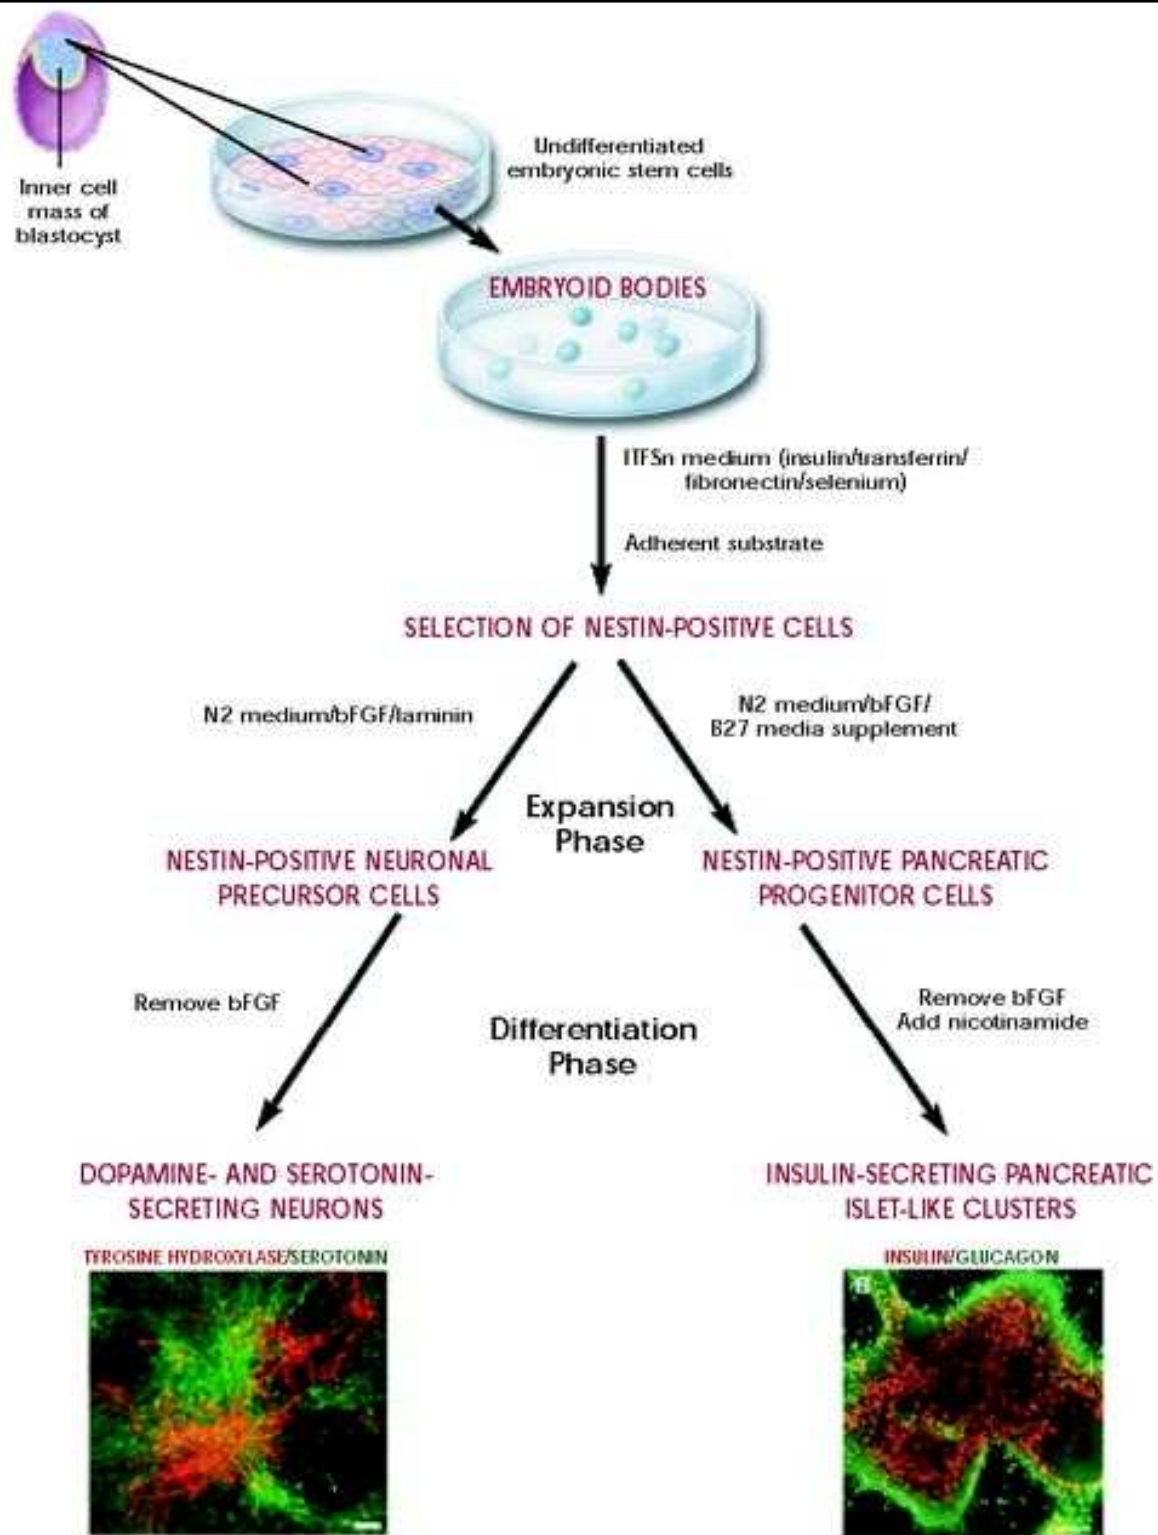 Inner cell
mass of
blastocyst
Undifferentiated
embryonic stem cells
EMBRYOID BODIES
ITFSn medium (insulin/transferrin/
fibronectin/selenium)
Adherent substrate
SELECTION OF NESTIN-POSITIVE CELLS
N2 medium/bFGF/laminin
N2 medium/bFGF/
B27 media supplement
Expansion
Phase
NESTIN-POSITIVE NEURONAL
PRECURSOR CELLS
NESTIN-POSITIVE PANCREATIC
PROGENITOR CELLS
Remove bFGF
Remove bFGF
Add nicotinamide
Differentiation
Phase
DOPAMINE- AND SEROTONIN-
SECRETING NEURONS
INSULIN-SECRETING PANCREATIC
ISLET-LIKE CLUSTERS
TYROSINE HYDROXYLASE/SEROTONIN
INSULIN/GLUCAGON
B